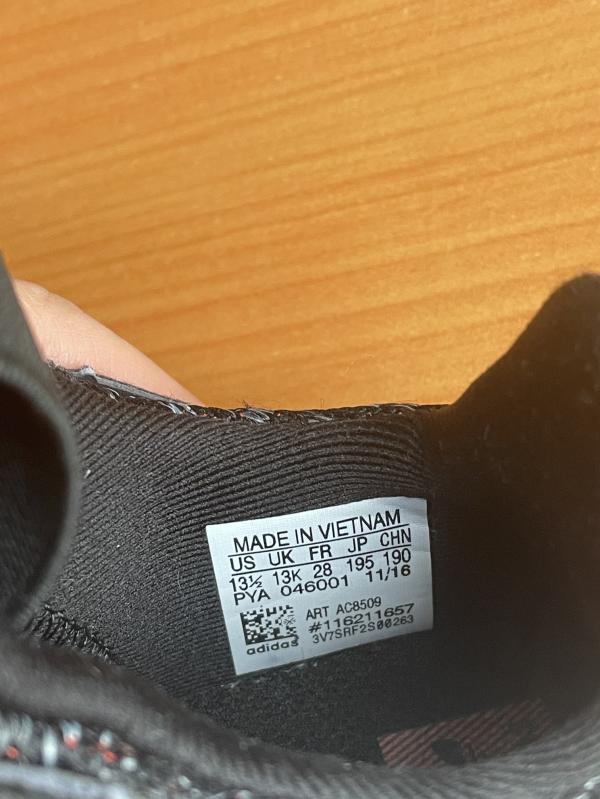 MADE IN VIETNAM
US UK FR JP CHN
13½ 13K 28 195 190
PYA 046001 11/16
ART AC8509
#116211657
3V7SRF2S00263
adidas